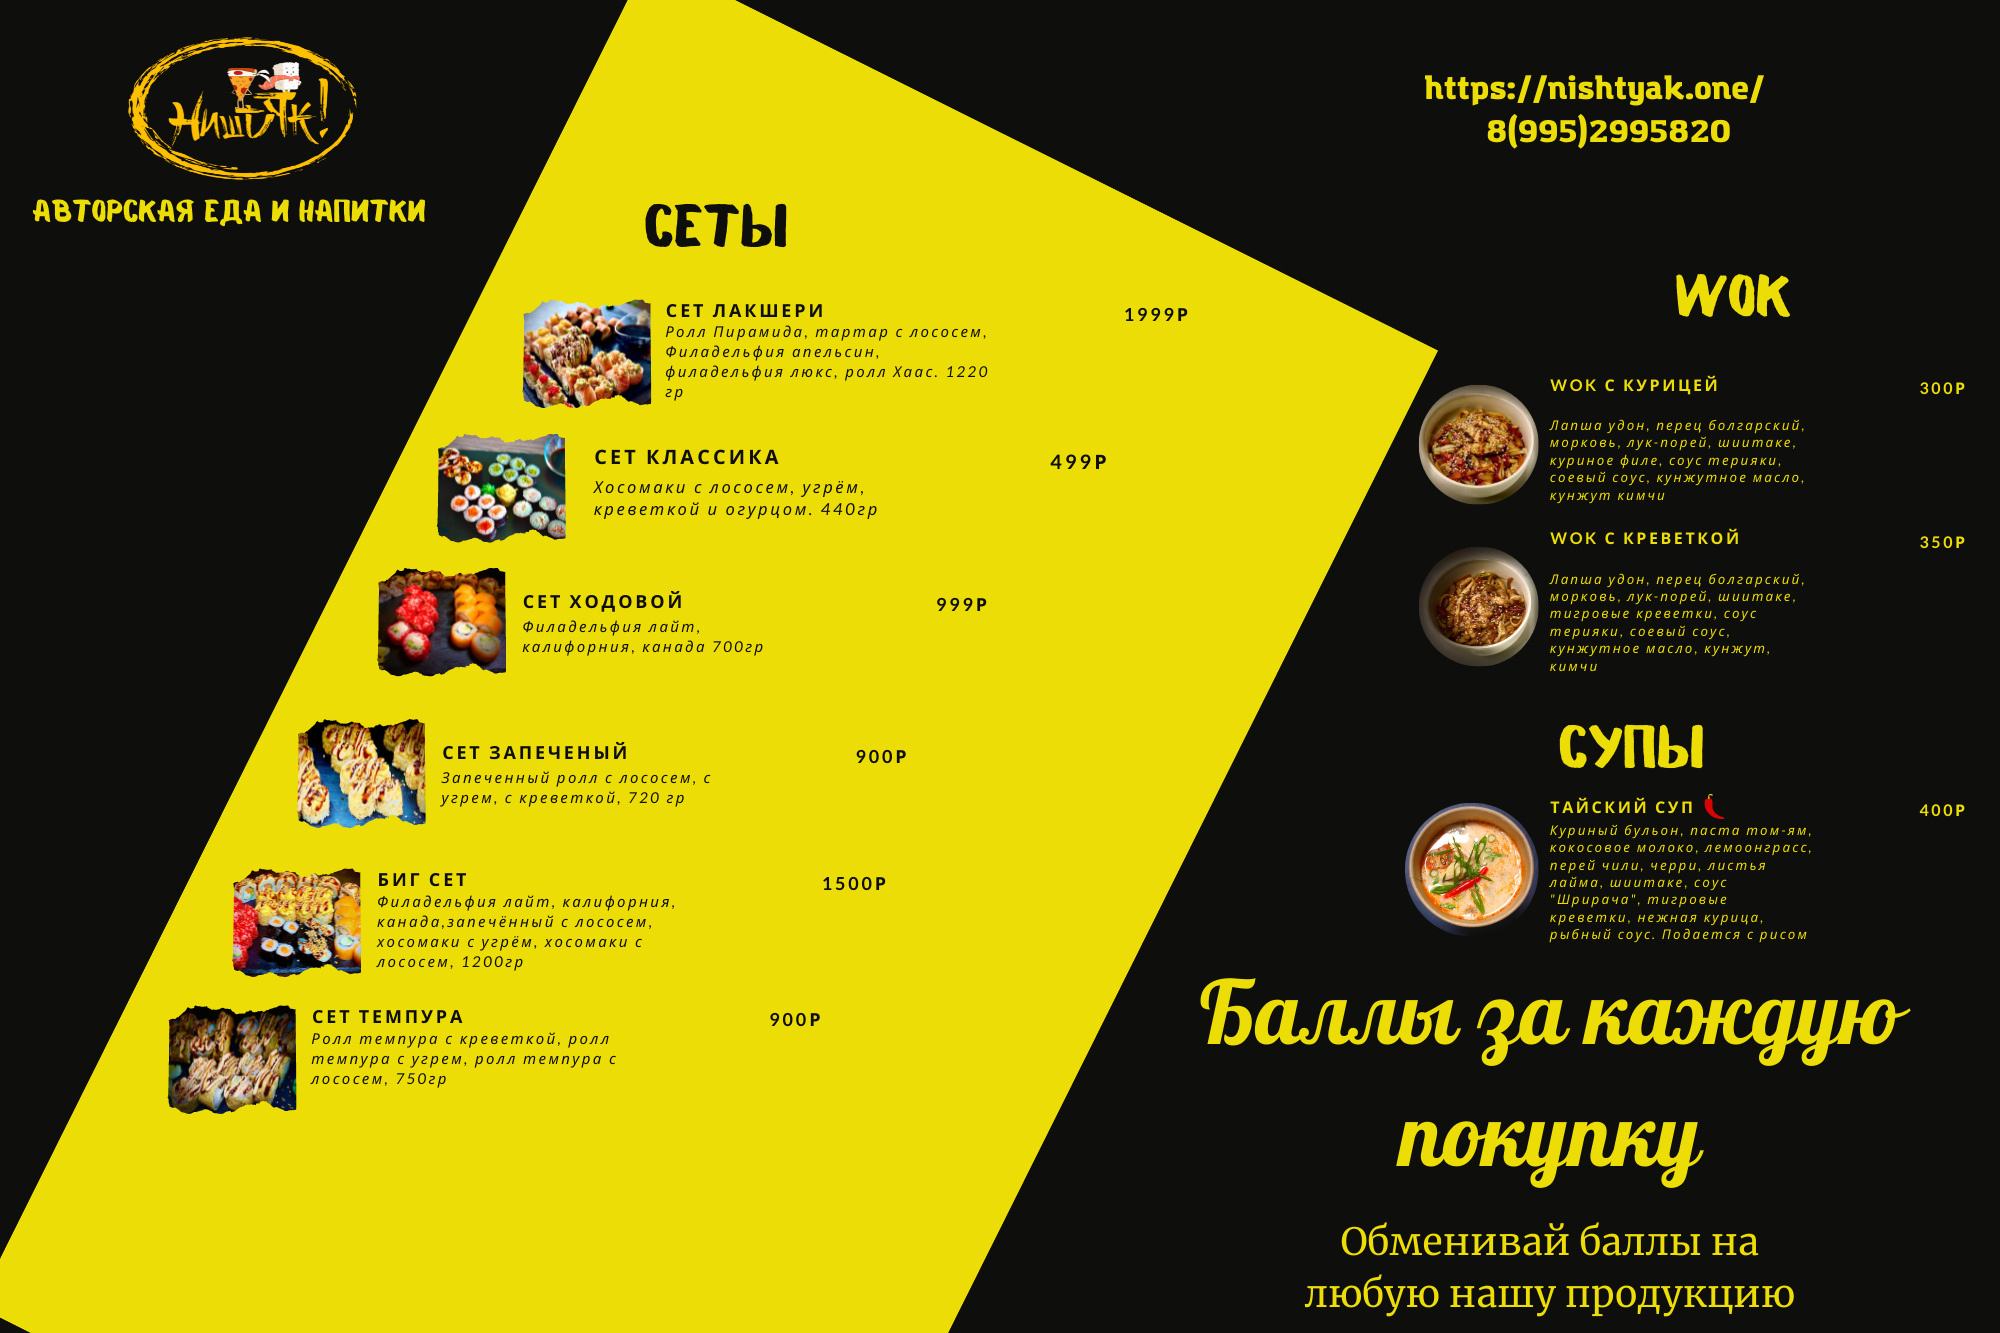 Ништяк!
АВТОРСКАЯ ЕДА И НАПИТКИ
https://nishtyak.one/
8(995)2995820
СЕТЫ
СЕТ ЛАКШЕРИ 1999Р
Ролл Пирамида, тартар с лососем,
Филадельфия апельсин,
филадельфия люкс, ролл Хаас. 1220
гр
СЕТ КЛАССИКА 499Р
Хосомаки с лососем, угрём,
креветкой и огурцом. 440гр
СЕТ ХОДОВОЙ 999Р
Филадельфия лайт,
калифорния, канада 700гр
СЕТ ЗАПЕЧЕНЫЙ 900Р
Запеченный ролл с лососем, с
угрем, с креветкой, 720 гр
БИГ СЕТ 1500Р
Филадельфия лайт, калифорния,
канада,запечённый с лососем,
хосомаки с угрём, хосомаки с
лососем, 1200гр
СЕТ ТЕМПУРА 900Р
Ролл темпура с креветкой, ролл
темпура с угрем, ролл темпура с
лососем, 750гр
WOK
WOK С КУРИЦЕЙ 300Р
Лапша удон, перец болгарский,
морковь, лук-порей, шиитаке,
куриное филе, соус терияки,
соевый соус, кунжутное масло,
кунжут кимчи
WOK С КРЕВЕТКОЙ 350Р
Лапша удон, перец болгарский,
морковь, лук-порей, шиитаке,
тигровые креветки, соус
терияки, соевый соус,
кунжутное масло, кунжут,
кимчи
СУПЫ
ТАЙСКИЙ СУП 400Р
Куриный бульон, паста том-ям,
кокосовое молоко, лемоонграсс,
перей чили, черри, листья
лайма, шиитаке, соус
"Шрирача", тигровые
креветки, нежная курица,
рыбный соус. Подается с рисом
Баллы за каждую
покупку
Обменивай баллы на
любую нашу продукцию